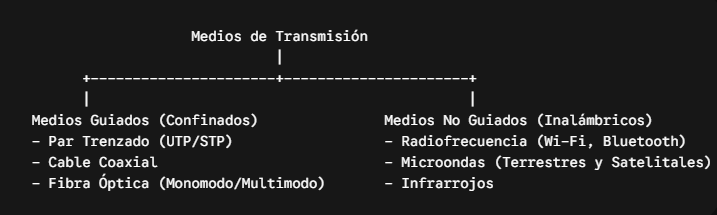 Medios de Transmisión
Medios Guiados (Confinados)
- Par Trenzado (UTP/STP)
- Cable Coaxial
- Fibra Óptica (Monomodo/Multimodo)
Medios No Guiados (Inalámbricos)
- Radiofrecuencia (Wi-Fi, Bluetooth)
- Microondas (Terrestres y Satelitales)
- Infrarrojos